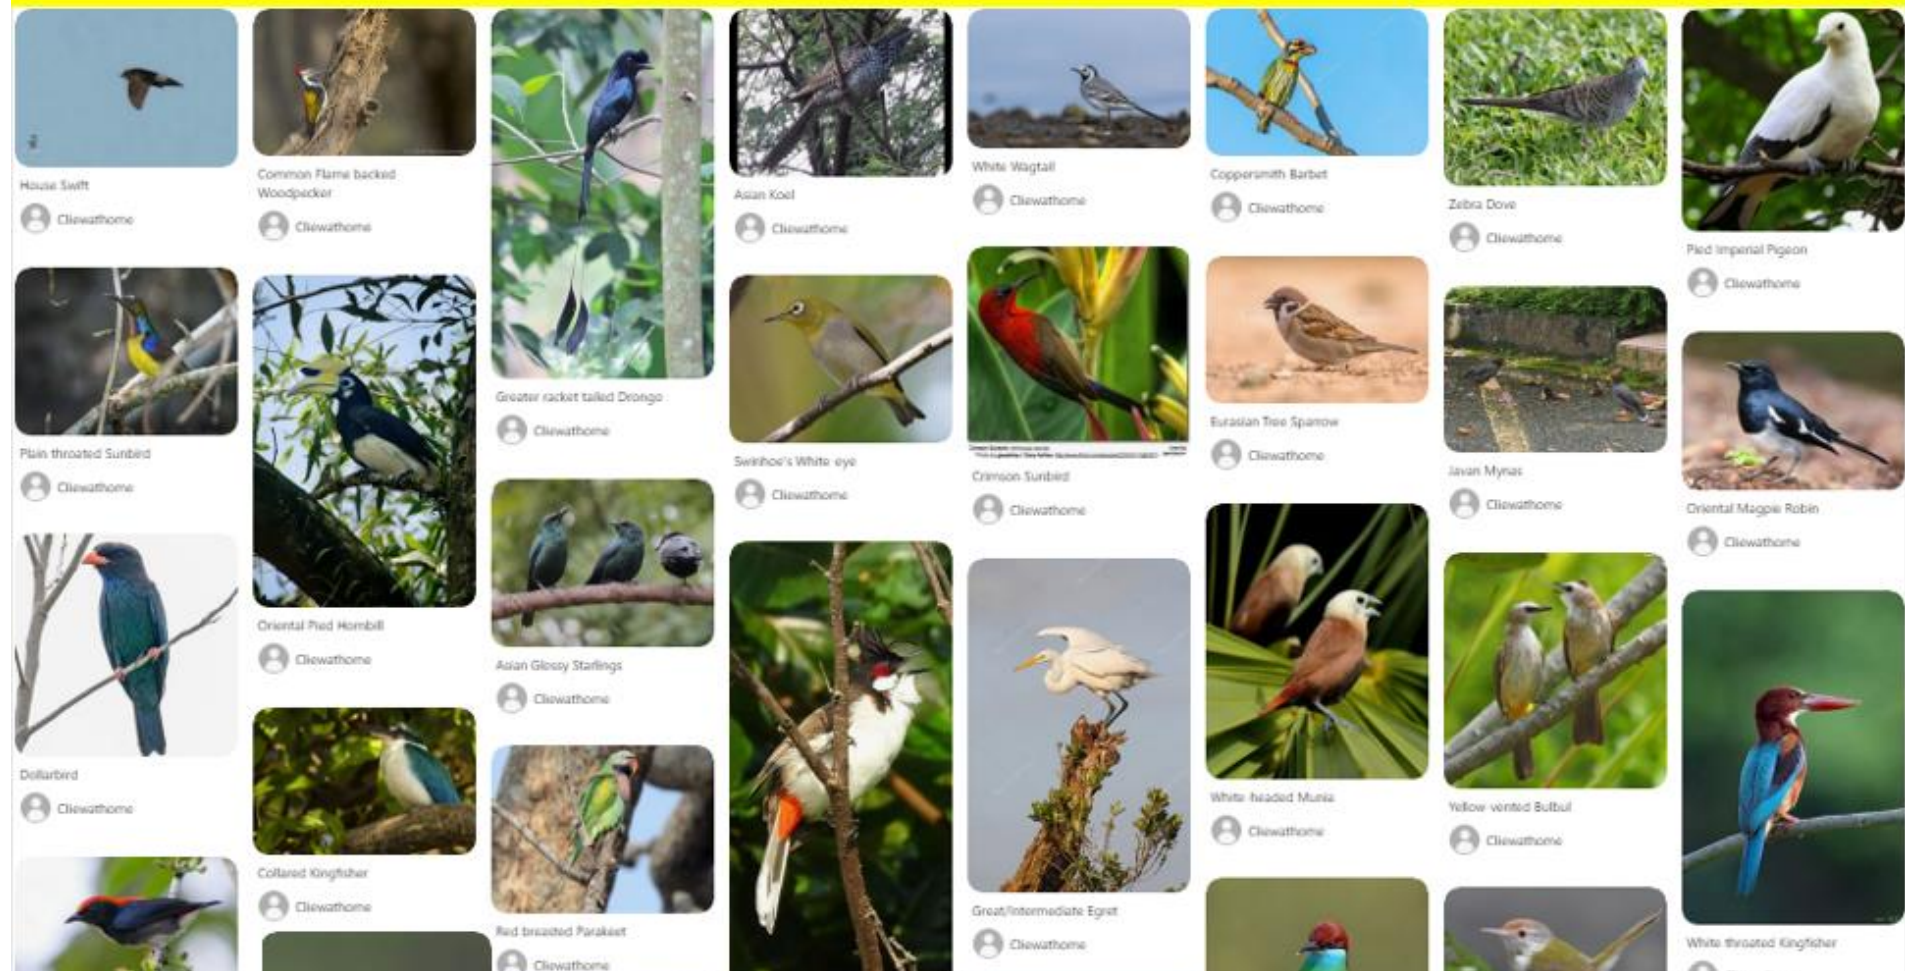 House Swift
Cliewathome
Plain throated Sunbird
Cliewathome
Dollarbird
Cliewathome
Common Flame backed
Woodpecker
Cliewathome
Oriental Pied Hornbill
Cliewathome
Collared Kingfisher
Cliewathome
Greater racket tailed Drongo
Cliewathome
Asian Glossy Starlings
Cliewathome
Red breasted Parakeet
Cliewathome
Asian Koel
Cliewathome
Swinhoe's White eye
Cliewathome
White Wagtail
Cliewathome
Crimson Sunbird
Cliewathome
Great/Intermediate Egret
Cliewathome
Coppersmith Barbet
Cliewathome
Eurasian Tree Sparrow
Cliewathome
White headed Munia
Cliewathome
Zebra Dove
Cliewathome
Javan Mynas
Cliewathome
Yellow vented Bulbul
Cliewathome
Pied Imperial Pigeon
Cliewathome
Oriental Magpie Robin
Cliewathome
White throated Kingfisher